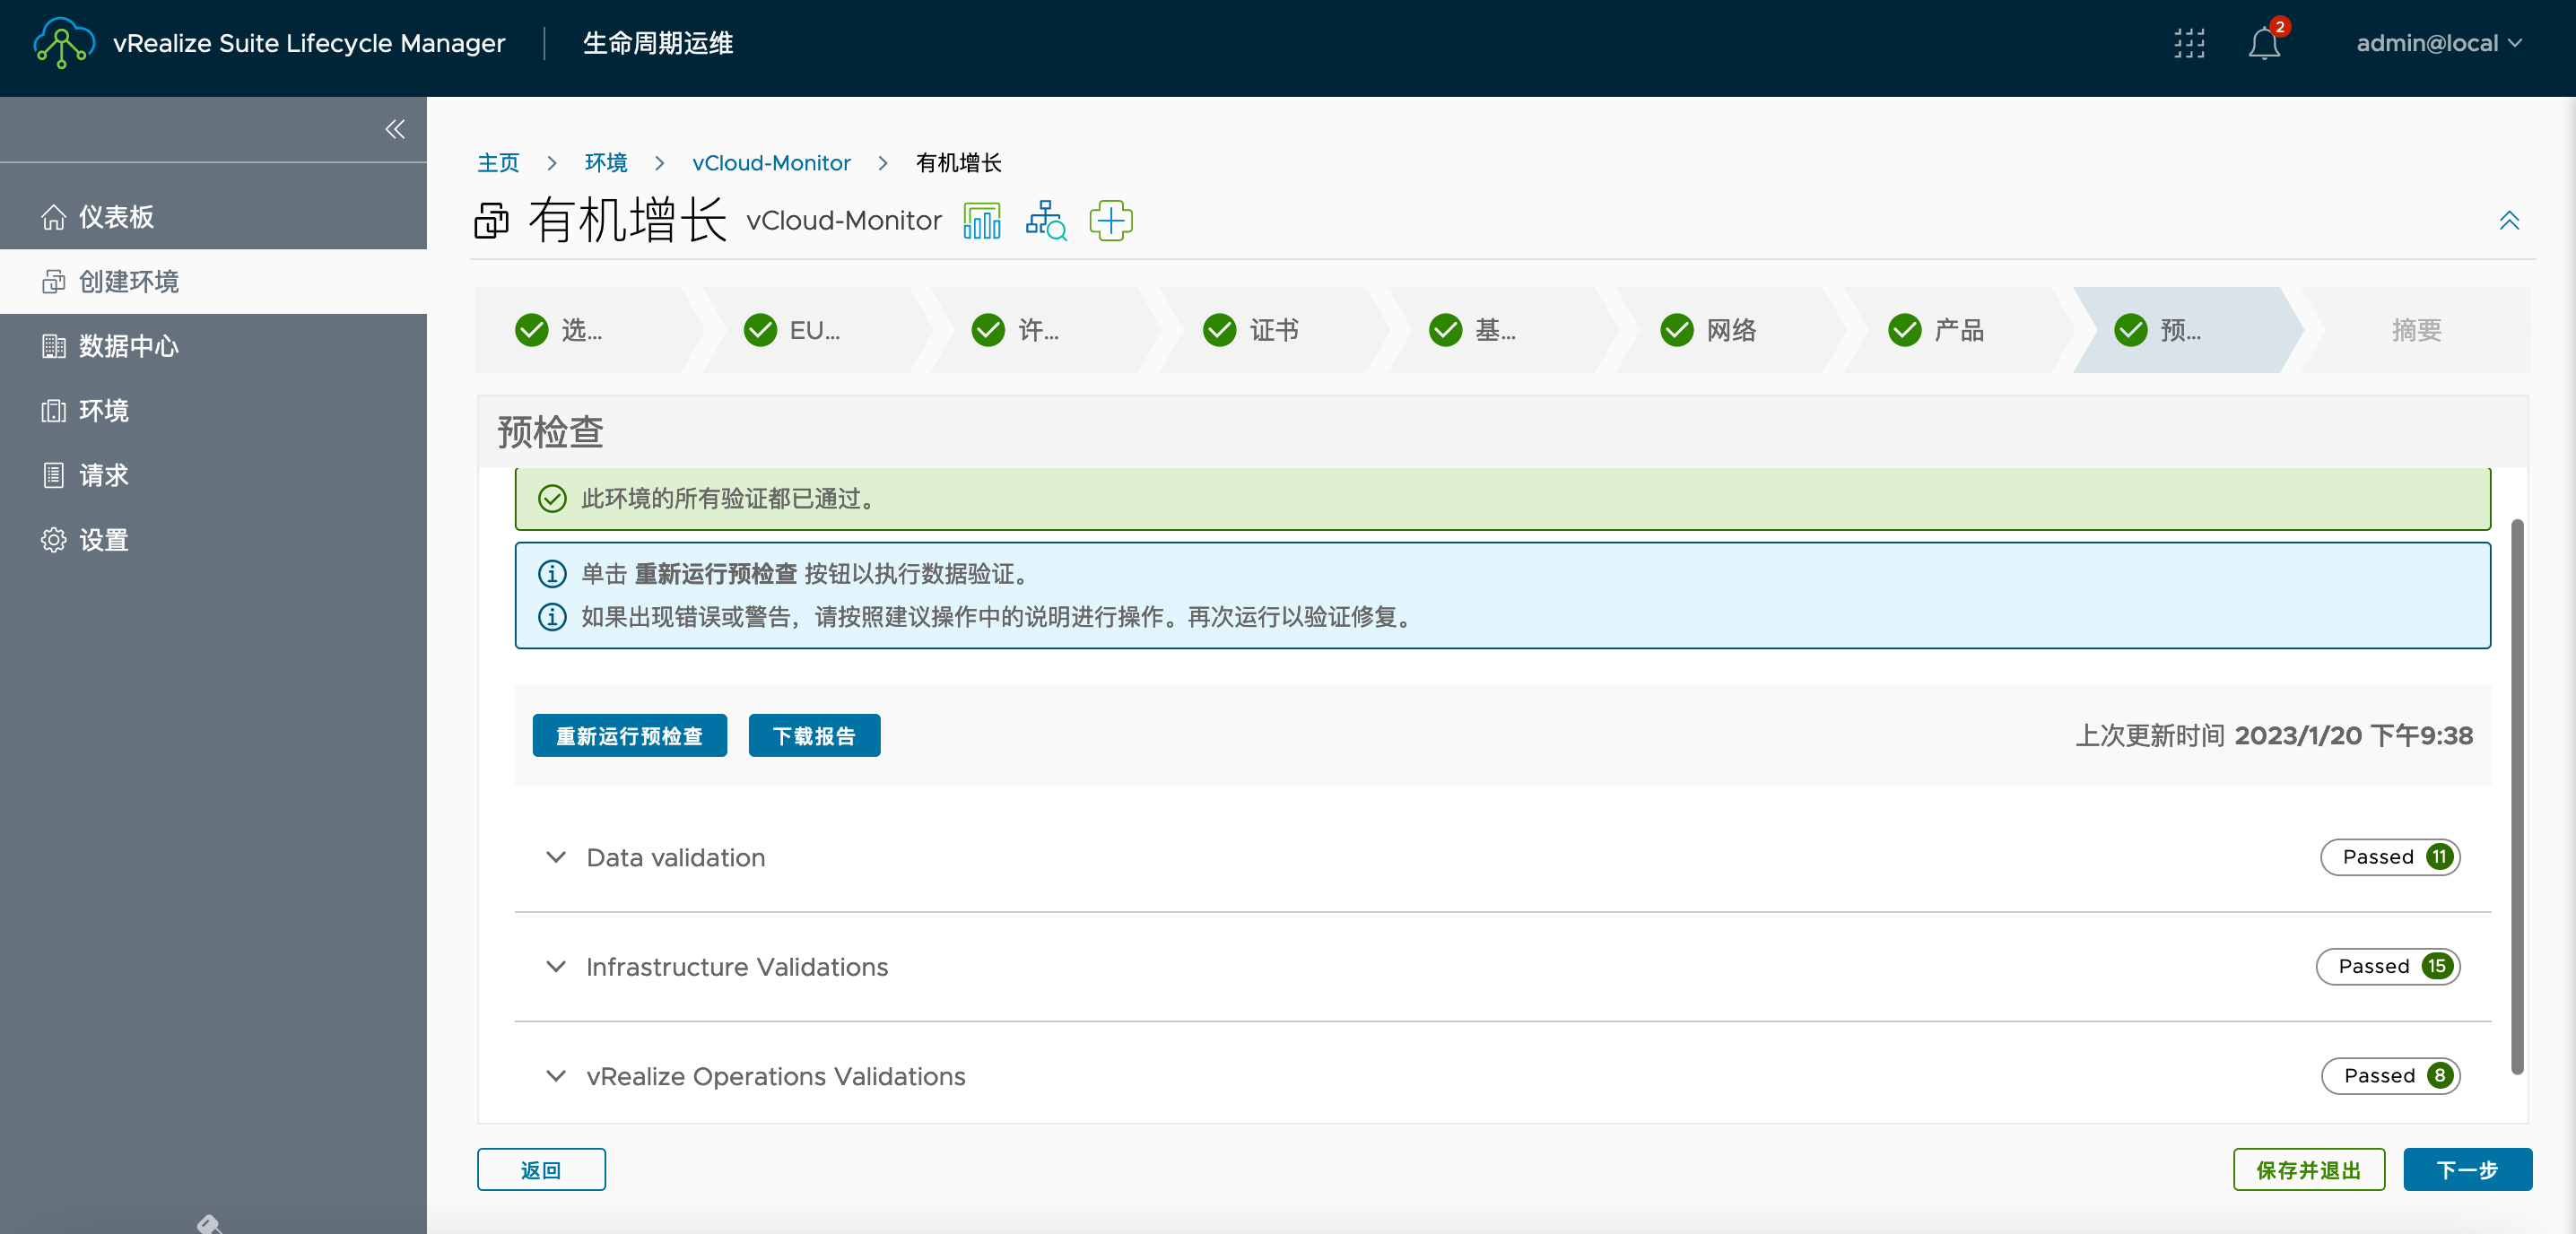 vRealize Suite Lifecycle Manager
生命周期运维
2
admin@local
仪表板
创建环境
数据中心
环境
请求
设置
主页 > 环境 > vCloud-Monitor > 有机增长
有机增长 vCloud-Monitor
选...
EU...
许...
证书
基...
网络
产品
预...
摘要
预检查
此环境的所有验证都已通过。
单击 重新运行预检查 按钮以执行数据验证。
如果出现错误或警告，请按照建议操作中的说明进行操作。再次运行以验证修复。
重新运行预检查
下载报告
上次更新时间 2023/1/20 下午9:38
Data validation
Passed 11
Infrastructure Validations
Passed 15
vRealize Operations Validations
Passed 8
返回
保存并退出
下一步